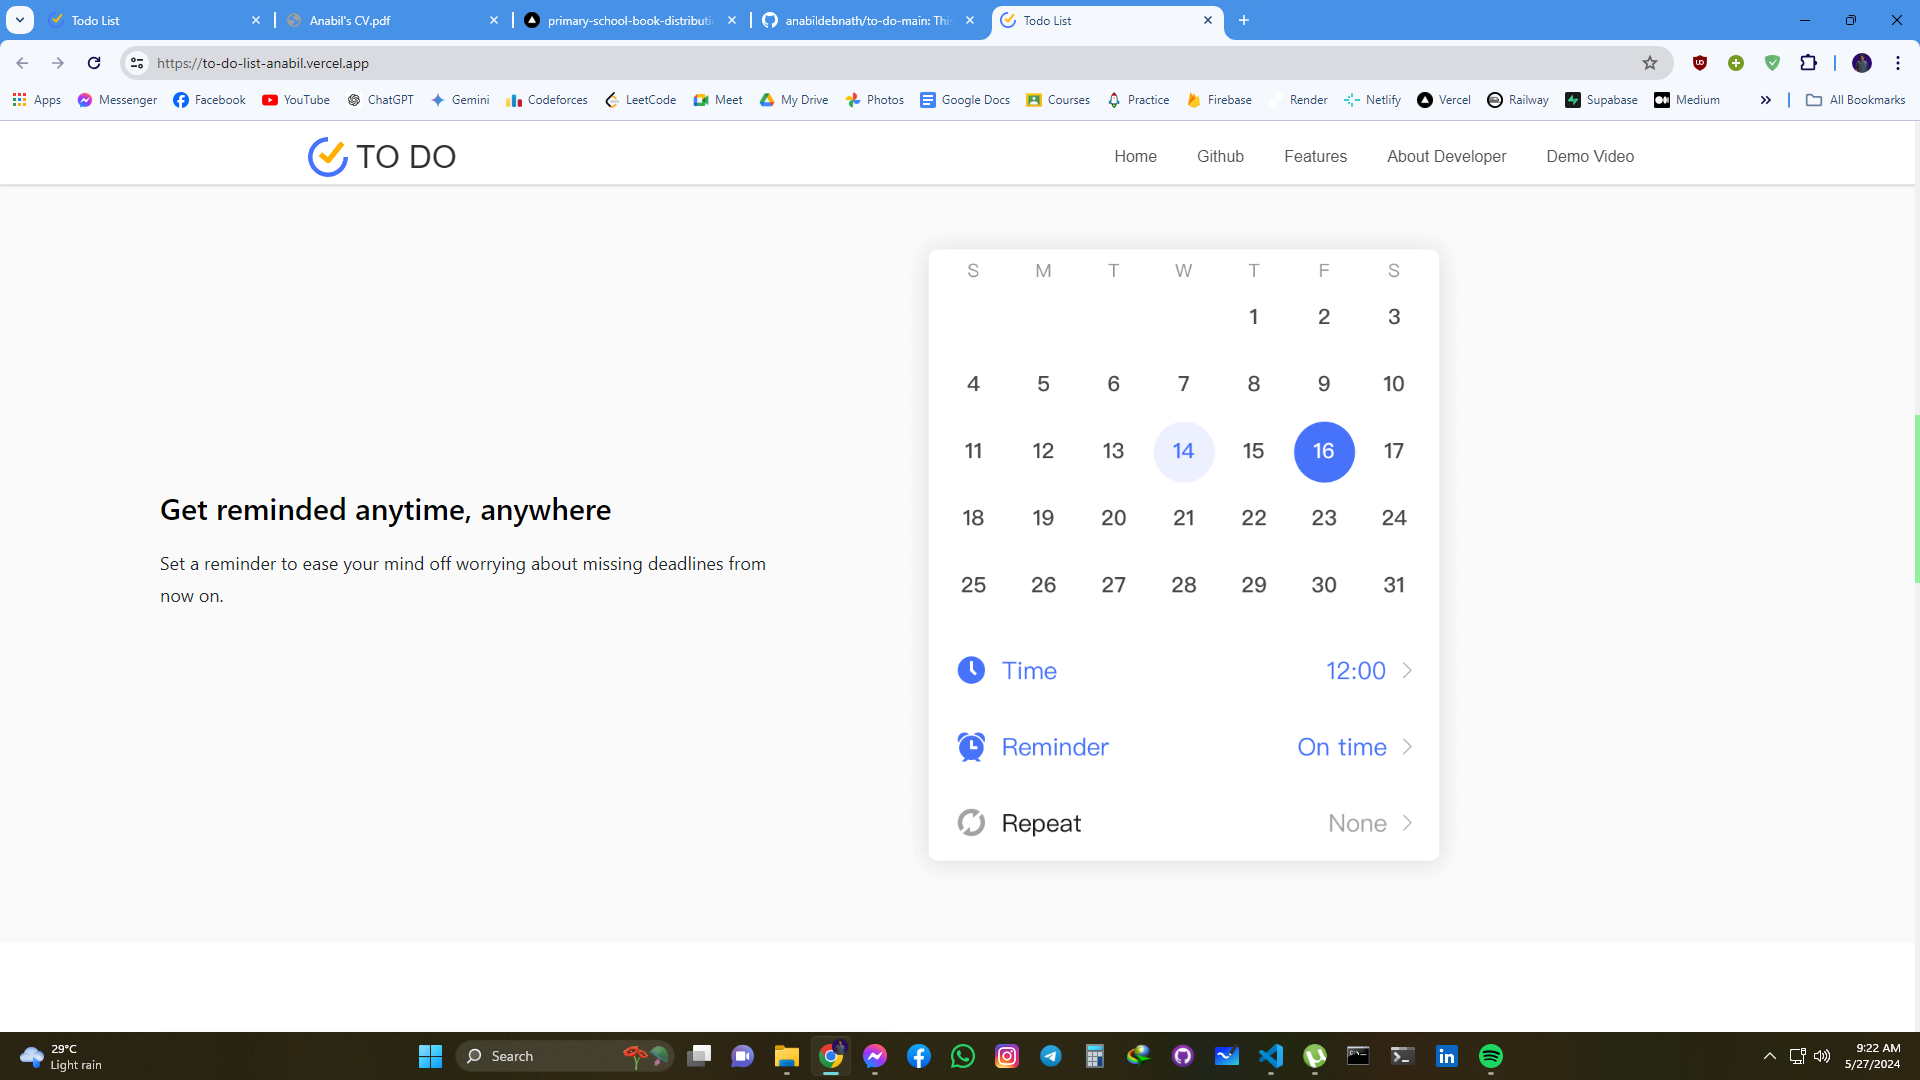 Todo List
Anabil's CV.pdf
primary-school-book-distributi
anabildebnath/to-do-main: This
Todo List
https://to-do-list-anabil.vercel.app
Apps
Messenger
Facebook
YouTube
ChatGPT
Gemini
Codeforces
LeetCode
Meet
My Drive
Photos
Google Docs
Courses
Practice
Firebase
Render
Netlify
Vercel
Railway
Supabase
Medium
All Bookmarks
TO DO
Home
Github
Features
About Developer
Demo Video
Get reminded anytime, anywhere
Set a reminder to ease your mind off worrying about missing deadlines from
now on.
S M T W T F S
1 2 3
4 5 6 7 8 9 10
11 12 13 14 15 16 17
18 19 20 21 22 23 24
25 26 27 28 29 30 31
Time 12:00
Reminder On time
Repeat None
29°C
Light rain
Search
9:22 AM
5/27/2024